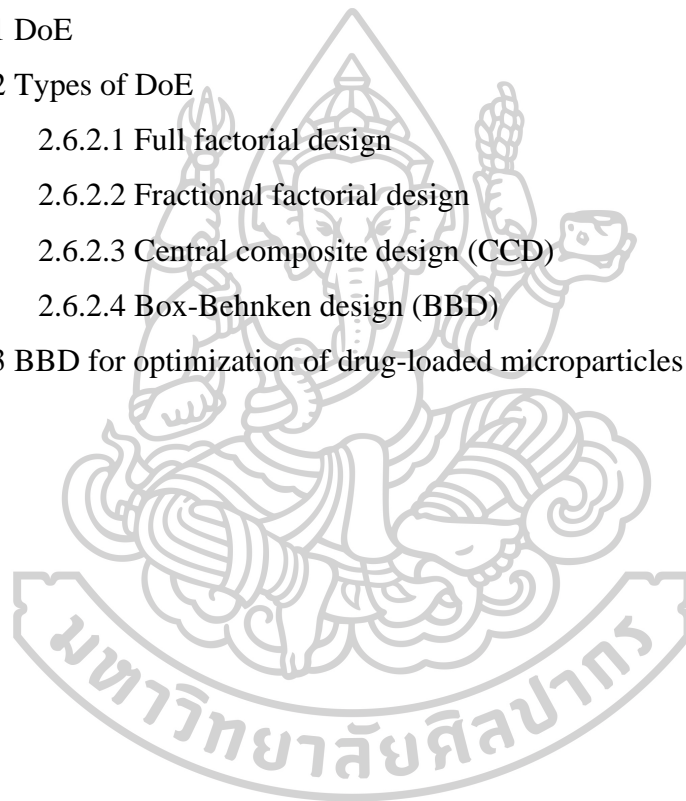 1 DoE
2 Types of DoE
2.6.2.1 Full factorial design
2.6.2.2 Fractional factorial design
2.6.2.3 Central composite design (CCD)
2.6.2.4 Box-Behnken design (BBD)
3 BBD for optimization of drug-loaded microparticles
มหาวิทยาลัยศิลปากร